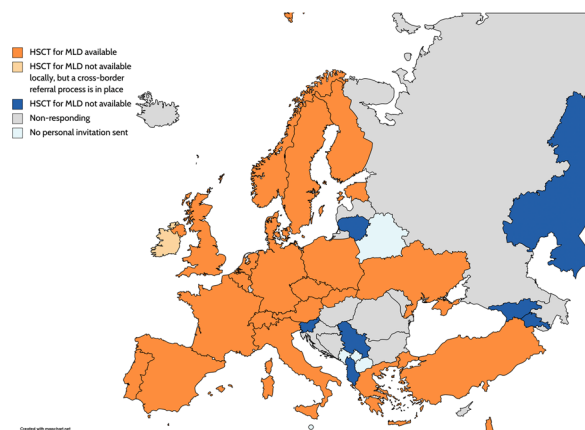 HSCT for MLD available
HSCT for MLD not available
locally, but a cross-border
referral process is in place
HSCT for MLD not available
Non-responding
No personal invitation sent
Created with mapchart.net